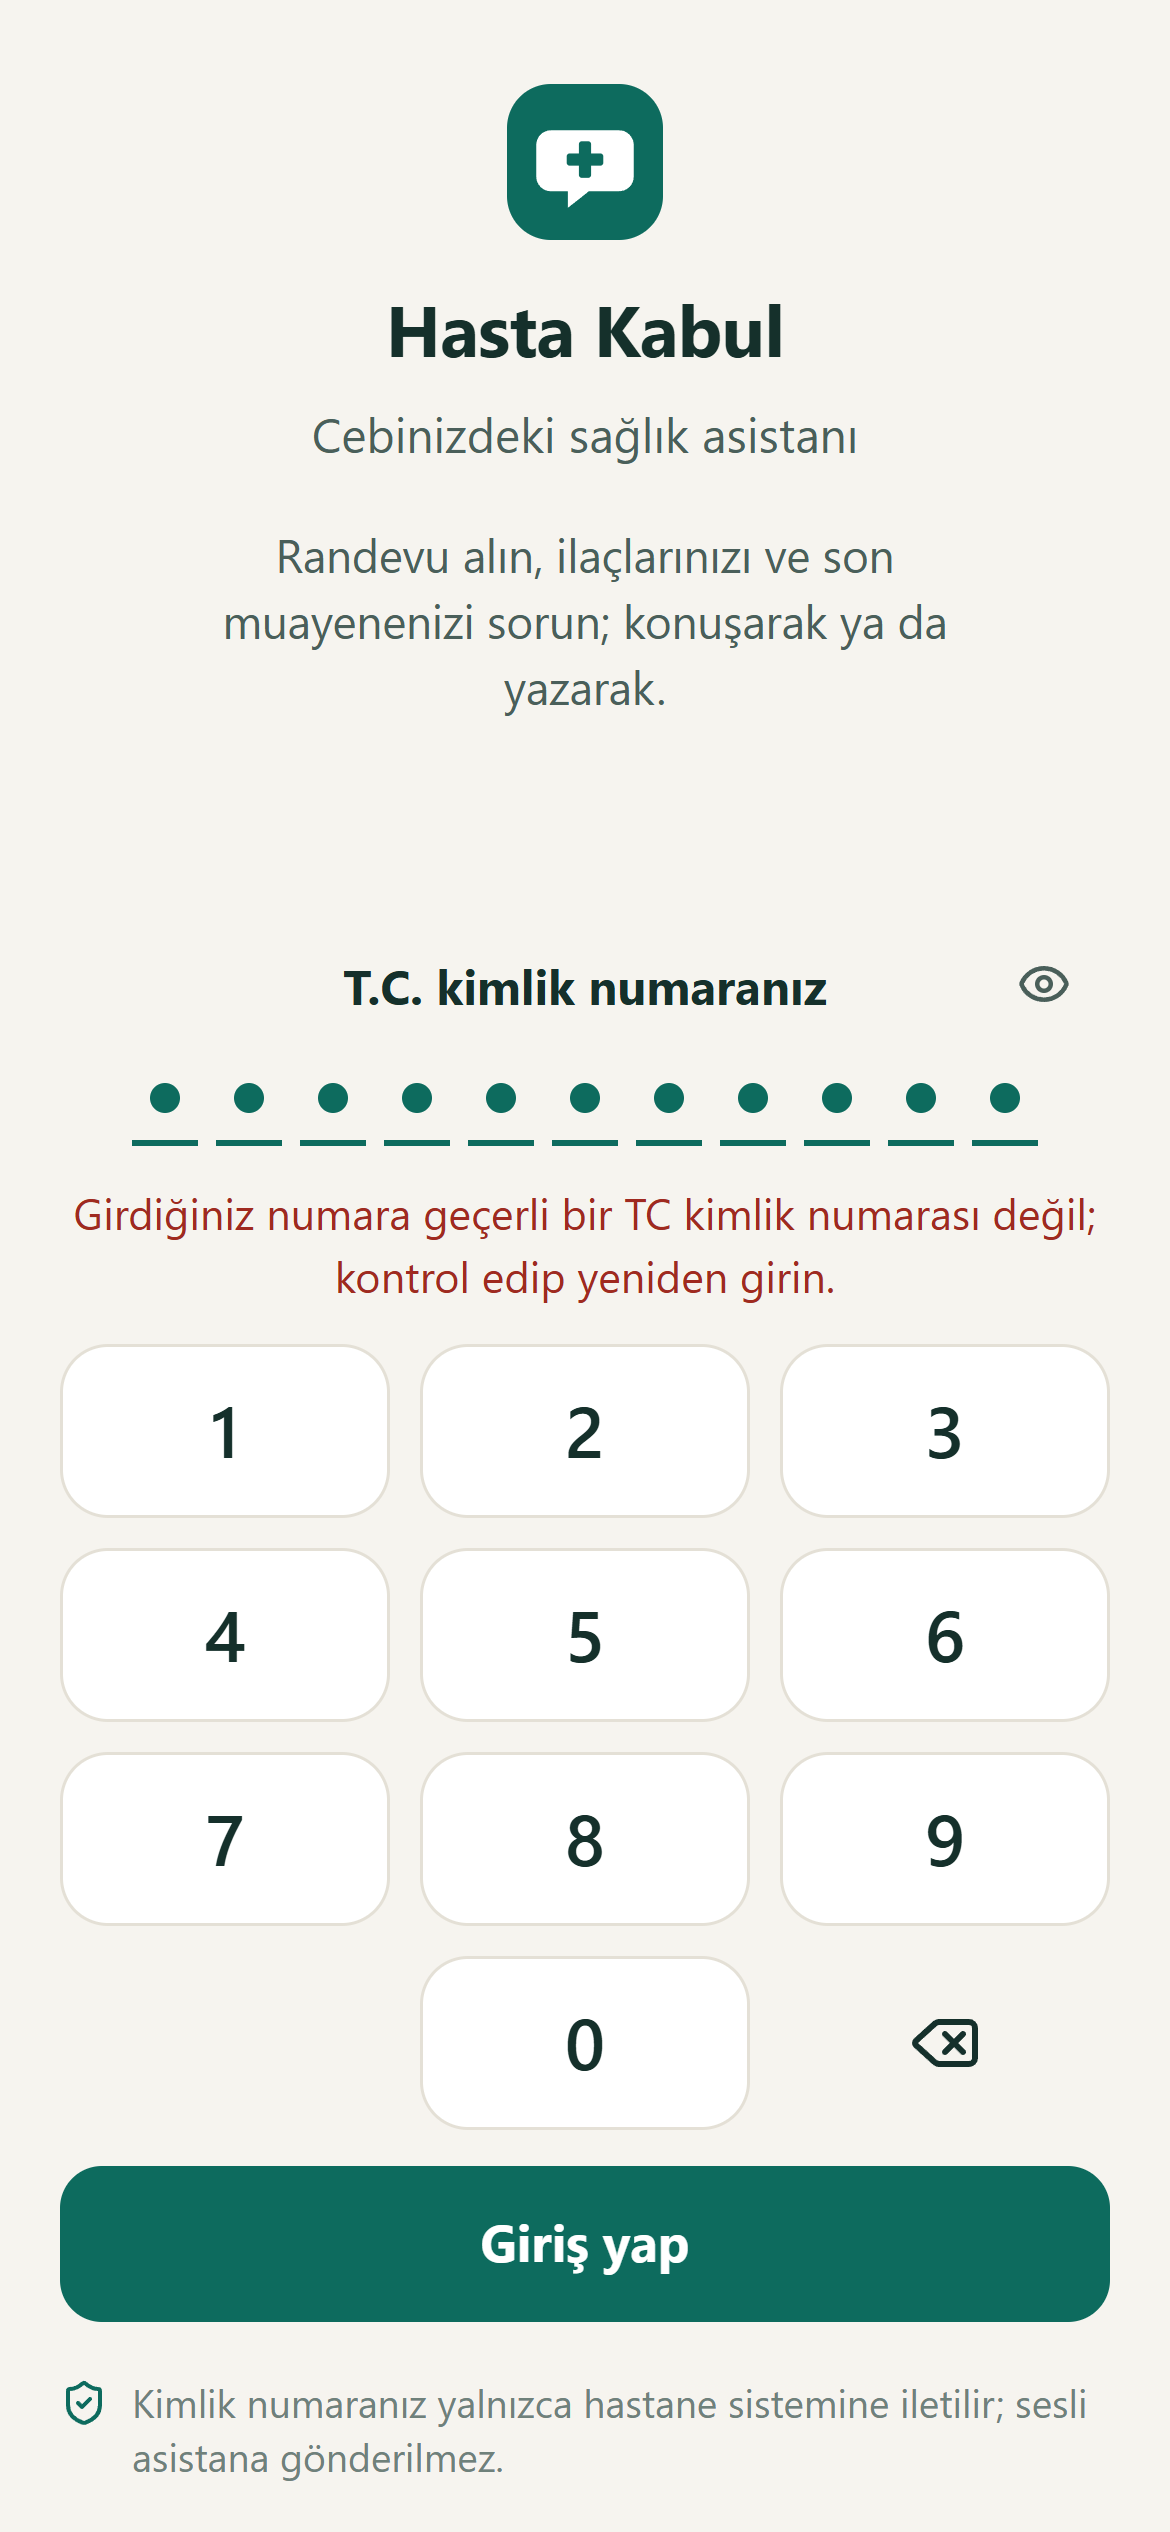 Hasta Kabul
Cebinizdeki sağlık asistanı
Randevu alın, ilaçlarınızı ve son
muayenenizi sorun; konuşarak ya da
yazarak.
T.C. kimlik numaranız
Girdiğiniz numara geçerli bir TC kimlik numarası değil;
kontrol edip yeniden girin.
1 2 3
4 5 6
7 8 9
0
Giriş yap
Kimlik numaranız yalnızca hastane sistemine iletilir; sesli
asistana gönderilmez.